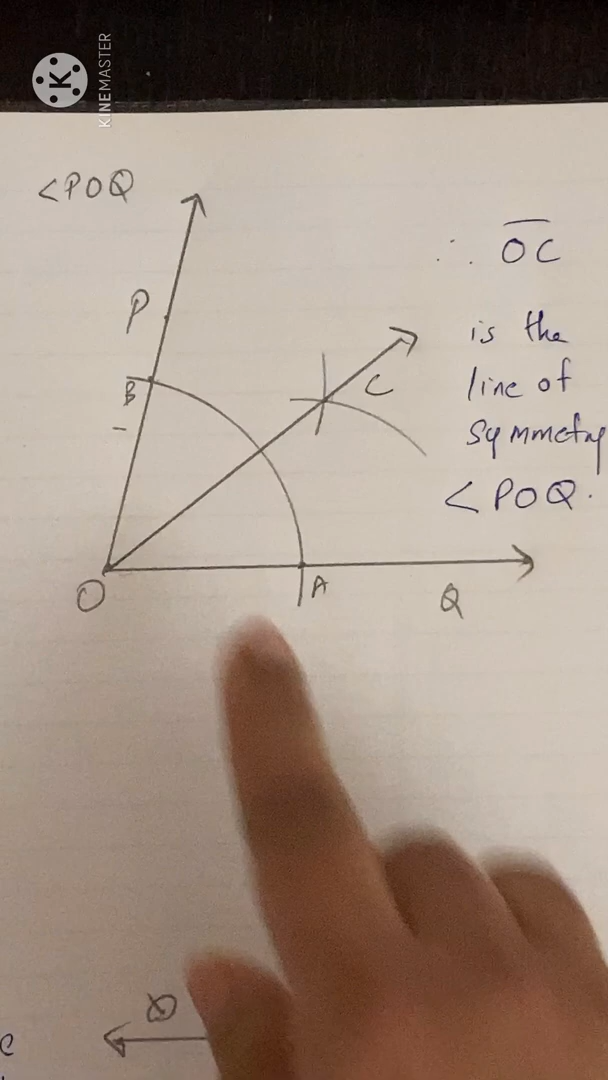 KINEMASTER
<POQ
∴ OC
is the
line of
symmetry
<POQ.
P
B
C
O
A
Q
Q
e